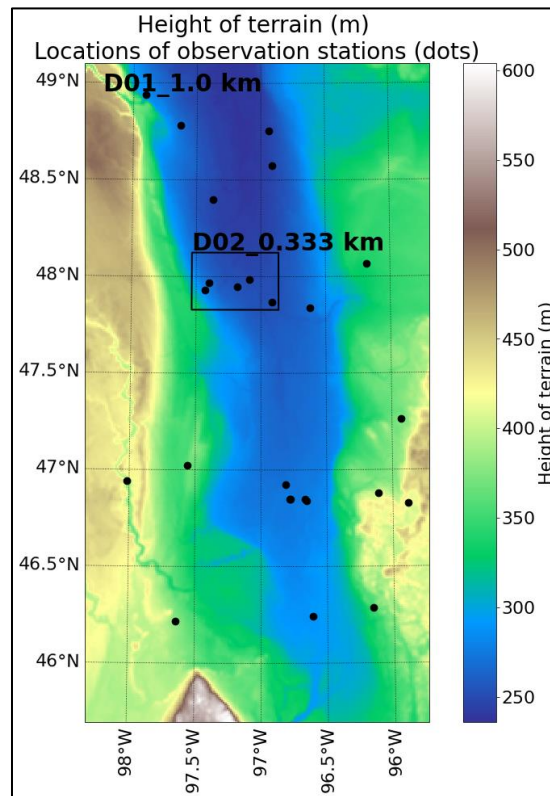 Height of terrain (m)
Locations of observation stations (dots)
D01_1.0 km
D02_0.333 km
49°N
48.5°N
48°N
47.5°N
47°N
46.5°N
46°N
98°W
97.5°W
97°W
96.5°W
96°W
600
550
500
450
400
350
300
250
Height of terrain (m)